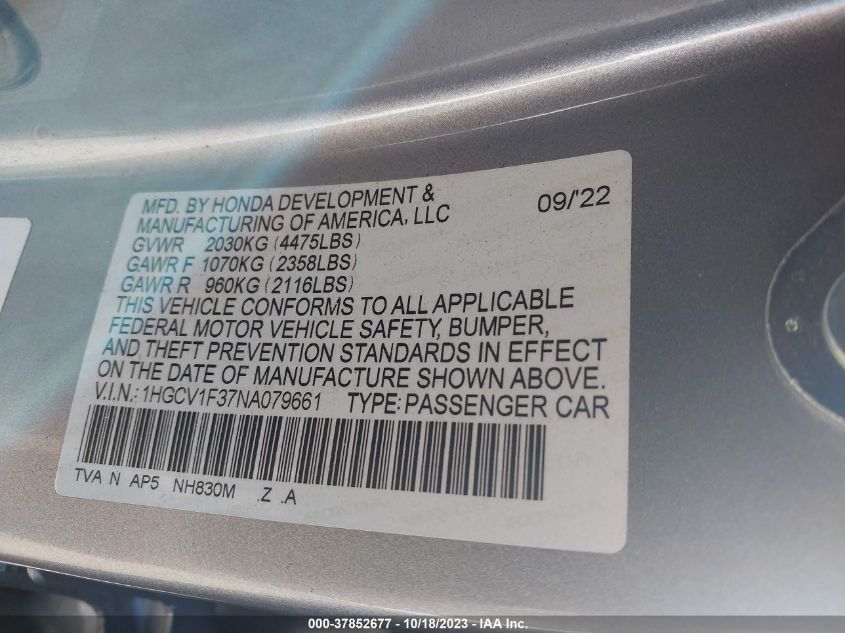 MFD. BY HONDA DEVELOPMENT &
MANUFACTURING OF AMERICA, LLC 09/'22
GVWR 2030KG (4475LBS)
GAWR F 1070KG (2358LBS)
GAWR R 960KG (2116LBS)
THIS VEHICLE CONFORMS TO ALL APPLICABLE
FEDERAL MOTOR VEHICLE SAFETY, BUMPER,
AND THEFT PREVENTION STANDARDS IN EFFECT
ON THE DATE OF MANUFACTURE SHOWN ABOVE.
V.I.N.: 1HGCV1F37NA079661 TYPE: PASSENGER CAR
TVA N AP5 NH830M .Z .A
000-37852677 - 10/18/2023 - IAA Inc.